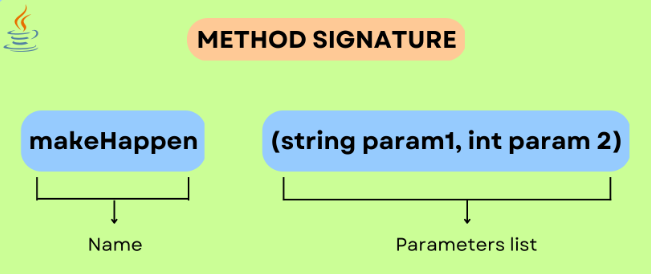 METHOD SIGNATURE
makeHappen
(string param1, int param 2)
Name
Parameters list